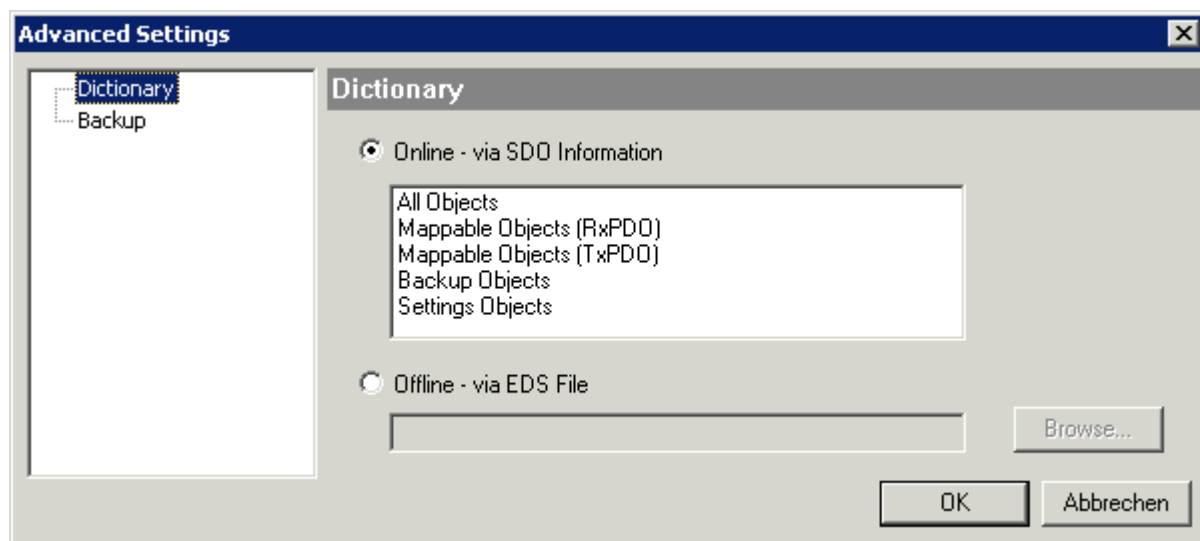 Advanced Settings
Dictionary
Backup
Dictionary
Online - via SDO Information
All Objects
Mappable Objects (RxPDO)
Mappable Objects (TxPDO)
Backup Objects
Settings Objects
Offline - via EDS File
Browse...
OK
Abbrechen